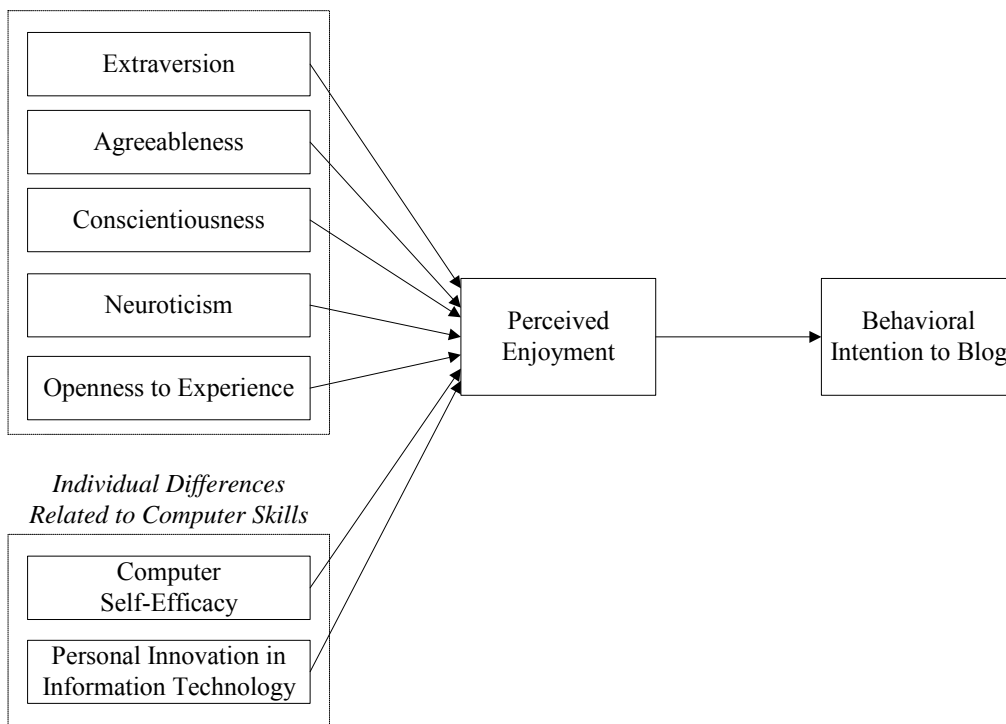 Extraversion
Agreeableness
Conscientiousness
Neuroticism
Openness to Experience
Perceived
Enjoyment
Behavioral
Intention to Blog
Individual Differences
Related to Computer Skills
Computer
Self-Efficacy
Personal Innovation in
Information Technology